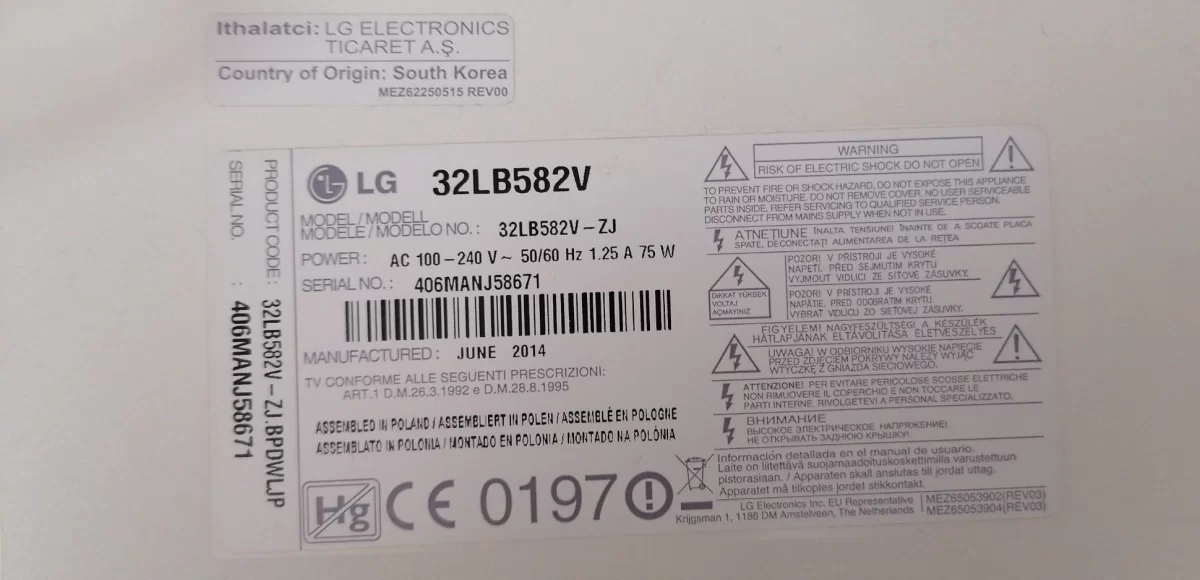 Ithalatci: LG ELECTRONICS
TICARET A.Ş.
Country of Origin: South Korea
MEZ62250515 REV00
PRODUCT CODE : 32LB582V-ZJ.BPDWLJP
SERIAL NO. : 406MANJ58671
LG 32LB582V
MODEL/MODELL
MODELE/MODELO NO.: 32LB582V-ZJ
POWER: AC 100-240 V~ 50/60 Hz 1.25 A 75 W
SERIAL NO.: 406MANJ58671
MANUFACTURED: JUNE 2014
TV CONFORME ALLE SEGUENTI PRESCRIZIONI:
ART.1 D.M.26.3.1992 e D.M.28.8.1995
ASSEMBLED IN POLAND / ASSEMBLIERT IN POLEN / ASSEMBLÉ EN POLOGNE
ASSEMBLATO IN POLONIA / MONTADO EN POLONIA / MONTADO NA POLÓNIA
Hg CE 0197
WARNING
RISK OF ELECTRIC SHOCK DO NOT OPEN
TO PREVENT FIRE OR SHOCK HAZARD, DO NOT EXPOSE THIS APPLIANCE
TO RAIN OR MOISTURE. DO NOT REMOVE COVER. NO USER SERVICEABLE
PARTS INSIDE. REFER SERVICING TO QUALIFIED SERVICE PERSON.
DISCONNECT FROM MAINS SUPPLY WHEN NOT IN USE.
ATNEŢIUNE ÎNALTA TENSIUNE! ÎNAINTE DE A SCOATE PLACA
SPATE, DECONECTAŢI ALIMENTAREA DE LA REŢEA
DIKKAT YÜKSEK
VOLTAJ
AÇMAYINIZ
POZOR! V PŘÍSTROJI JE VYSOKÉ
NAPĚTÍ. PŘED SEJMUTIM KRYTU
VYJMOUT VIDLICI ZE SÍTOVÉ ZÁSUVKY.
POZOR! V PRISTROJI JE VYSOKÉ
NAPÄTIE. PRED ODOBRATIM KRYTU
VYBRAT VIDLICU ZO SIETOVEJ ZÁSUVKY.
FIGYELEM! NAGYFESZÜLTSÉG! A KÉSZÜLÉK
HÁTLAPJÁNAK ELTÁVOLÍTÁSA ÉLETVESZÉLYES
UWAGA! W ODBIORNIKU WYSOKIE NAPIĘCIE
PRZED ZDJĘCIEM POKRYWY NALEŻY WYJĄĆ
WTYCZKĘ Z GNIAZDA SIECIOWEGO.
ATTENZIONE! PER EVITARE PERICOLOSE SCOSSE ELETTRICHE
NON RIMUOVERE IL COPERCHIO E NON TOCCARE LE
PARTI INTERNE. RIVOLGETEVI A PERSONAL SPECIALIZZATO.
ВНИМАНИЕ
ВЫСОКОЕ ЭЛЕКТРИЧЕСКОЕ НАПРЯЖЕНИЕ!
НЕ ОТКРЫВАТЬ ЗАДНЮЮ КРЫШКУ!
Información detallada en el manual de usuario.
Laite on liitettävä suojamaadoituskoskettimilla varustettuun
pistorasiaan. / Apparaten skall anslutas till jordat uttag.
Apparatet må tilkoples jordet stikkontakt.
LG Electronics Inc. EU Representative
Krijgsman 1, 1186 DM Amstelveen, The Netherlands
MEZ65053902(REV03)
MEZ65053904(REV03)